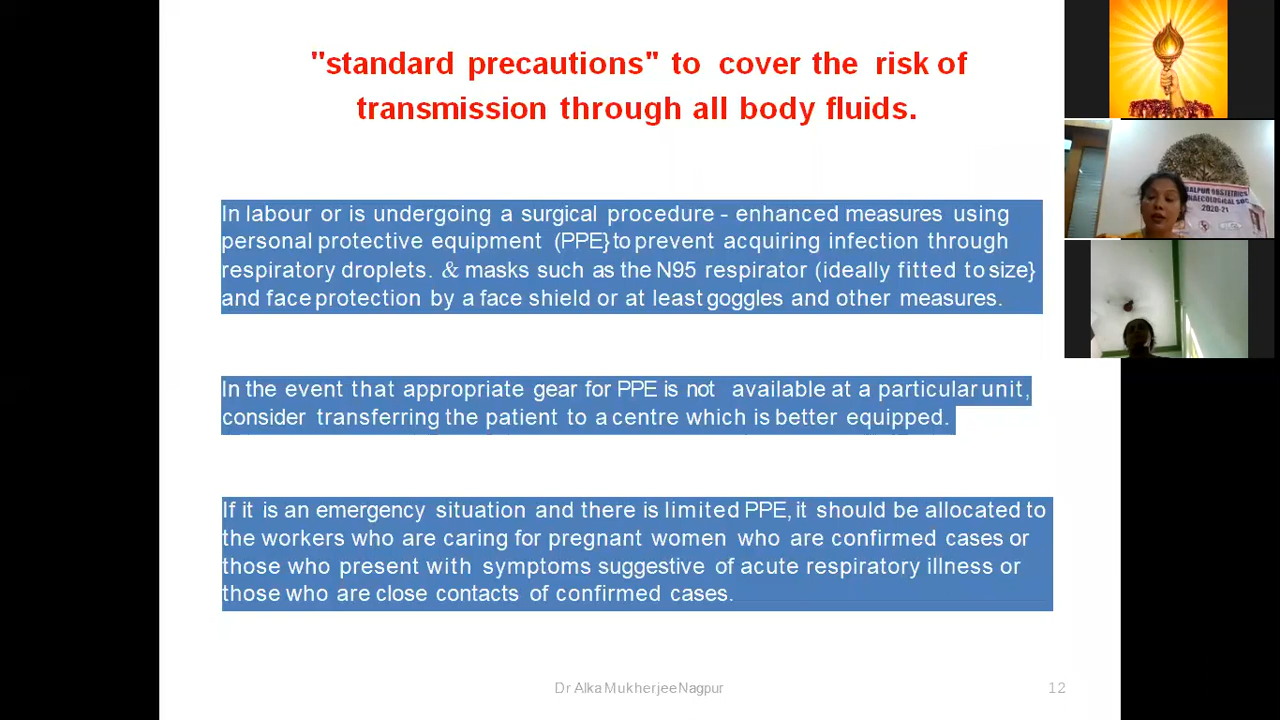 "standard precautions" to cover the risk of
transmission through all body fluids.
In labour or is undergoing a surgical procedure - enhanced measures using
personal protective equipment (PPE} to prevent acquiring infection through
respiratory droplets. & masks such as the N95 respirator (ideally fitted to size}
and face protection by a face shield or at least goggles and other measures.
In the event that appropriate gear for PPE is not available at a particular unit,
consider transferring the patient to a centre which is better equipped.
If it is an emergency situation and there is limited PPE, it should be allocated to
the workers who are caring for pregnant women who are confirmed cases or
those who present with symptoms suggestive of acute respiratory illness or
those who are close contacts of confirmed cases.
Dr Alka Mukherjee Nagpur
12
ALPUR OBSTETRICS
2020-21